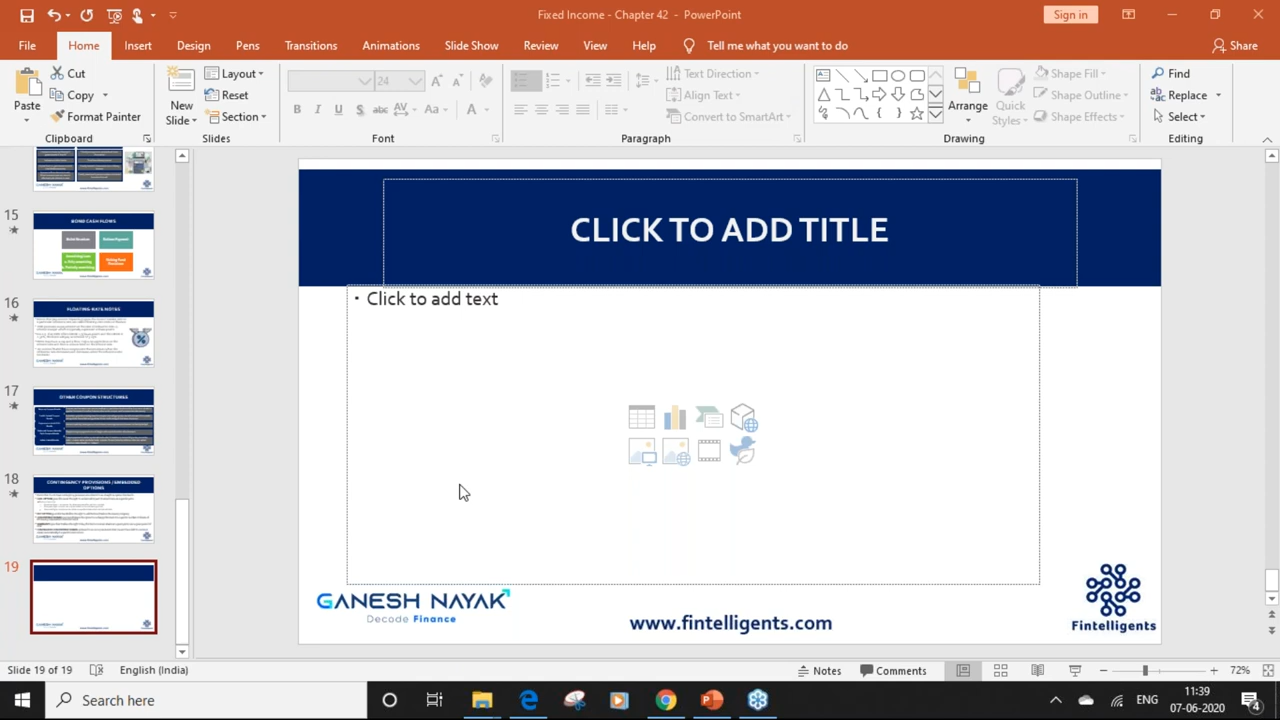 Fixed Income - Chapter 42 - PowerPoint
Sign in
File Home Insert Design Pens Transitions Animations Slide Show Review View Help Tell me what you want to do Share
Paste
Cut
Copy
Format Painter
Clipboard
New Slide
Layout
Reset
Section
Slides
24
B I U S abc AV Aa A
Font
Text Direction
Align Text
Convert to SmartArt
Paragraph
Arrange
Quick Styles
Shape Fill
Shape Outline
Shape Effects
Drawing
Find
Replace
Select
Editing
15
BOND CASH FLOWS
16
FLOATING-RATE NOTES
17
OTHER COUPON STRUCTURES
18
CONTINGENCY PROVISIONS / EMBEDDED OPTIONS
19
CLICK TO ADD TITLE
• Click to add text
GANESH NAYAK
Decode Finance
www.fintelligents.com
Fintelligents
Slide 19 of 19 English (India) Notes Comments 72%
Search here
ENG
11:39
07-06-2020
4